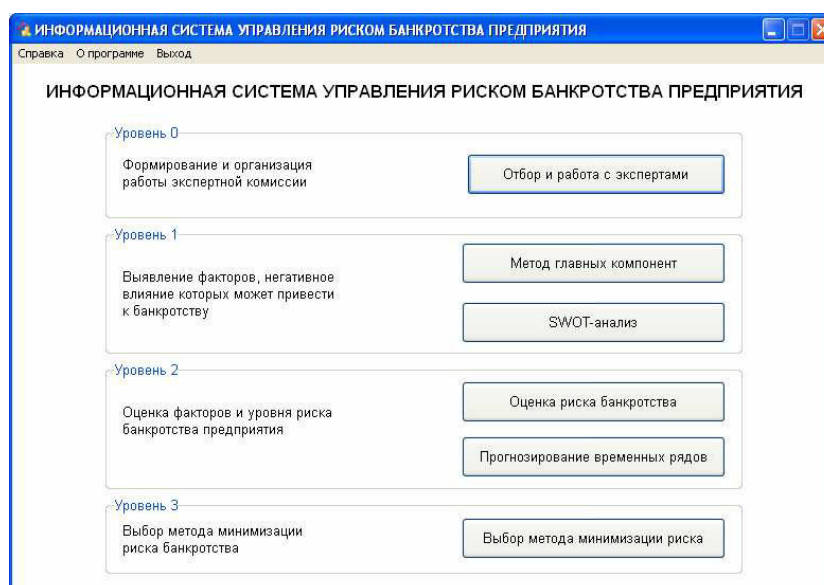 ИНФОРМАЦИОННАЯ СИСТЕМА УПРАВЛЕНИЯ РИСКОМ БАНКРОТСТВА ПРЕДПРИЯТИЯ
Справка О программе Выход
ИНФОРМАЦИОННАЯ СИСТЕМА УПРАВЛЕНИЯ РИСКОМ БАНКРОТСТВА ПРЕДПРИЯТИЯ
Уровень 0
Формирование и организация
работы экспертной комиссии
Отбор и работа с экспертами
Уровень 1
Выявление факторов, негативное
влияние которых может привести
к банкротству
Метод главных компонент
SWOT-анализ
Уровень 2
Оценка факторов и уровня риска
банкротства предприятия
Оценка риска банкротства
Прогнозирование временных рядов
Уровень 3
Выбор метода минимизации
риска банкротства
Выбор метода минимизации риска